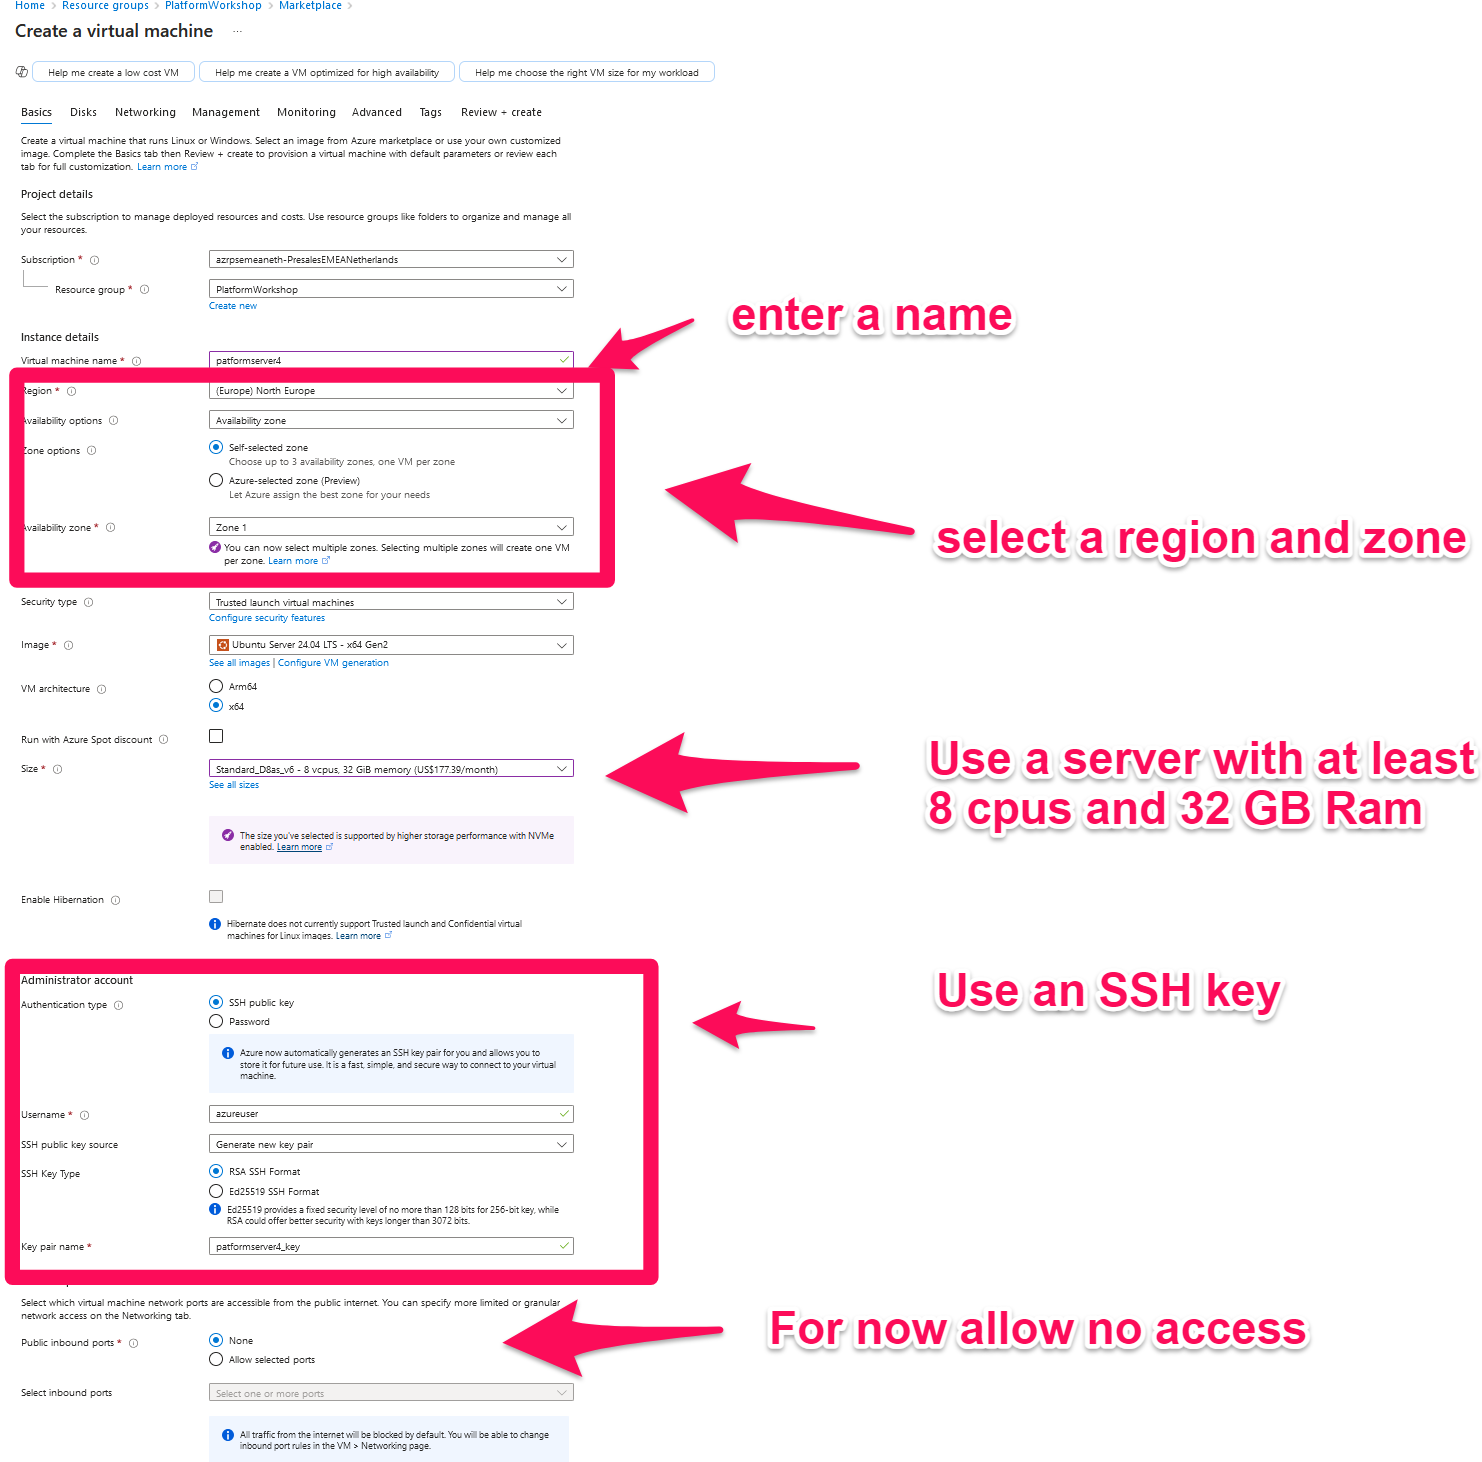 Home > Resource groups > PlatformWorkshop > Marketplace >
Create a virtual machine ...
Help me create a low cost VM
Help me create a VM optimized for high availability
Help me choose the right VM size for my workload
Basics Disks Networking Management Monitoring Advanced Tags Review + create
Create a virtual machine that runs Linux or Windows. Select an image from Azure marketplace or use your own customized
image. Complete the Basics tab then Review + create to provision a virtual machine with default parameters or review each
tab for full customization. Learn more
Project details
Select the subscription to manage deployed resources and costs. Use resource groups like folders to organize and manage all
your resources.
Subscription *
azrpsemeaneth-PresalesEMEANetherlands
Resource group *
PlatformWorkshop
Create new
enter a name
Instance details
Virtual machine name *
patformserver4
Region *
(Europe) North Europe
Availability options
Availability zone
Zone options
Self-selected zone
Choose up to 3 availability zones, one VM per zone
Azure-selected zone (Preview)
Let Azure assign the best zone for your needs
select a region and zone
Availability zone *
Zone 1
You can now select multiple zones. Selecting multiple zones will create one VM
per zone. Learn more
Security type
Trusted launch virtual machines
Configure security features
Image *
Ubuntu Server 24.04 LTS - x64 Gen2
See all images | Configure VM generation
VM architecture
Arm64
x64
Run with Azure Spot discount
Size *
Standard_D8as_v6 - 8 vcpus, 32 GiB memory (US$177.39/month)
See all sizes
Use a server with at least
8 cpus and 32 GB Ram
The size you've selected is supported by higher storage performance with NVMe
enabled. Learn more
Enable Hibernation
Hibernate does not currently support Trusted launch and Confidential virtual
machines for Linux images. Learn more
Administrator account
Authentication type
SSH public key
Password
Use an SSH key
Azure now automatically generates an SSH key pair for you and allows you to
store it for future use. It is a fast, simple, and secure way to connect to your virtual
machine.
Username *
azureuser
SSH public key source
Generate new key pair
SSH Key Type
RSA SSH Format
Ed25519 SSH Format
Ed25519 provides a fixed security level of no more than 128 bits for 256-bit key, while
RSA could offer better security with keys longer than 3072 bits.
Key pair name *
patformserver4_key
Select which virtual machine network ports are accessible from the public internet. You can specify more limited or granular
network access on the Networking tab.
Public inbound ports *
None
Allow selected ports
For now allow no access
Select inbound ports
Select one or more ports
All traffic from the internet will be blocked by default. You will be able to change
inbound port rules in the VM > Networking page.